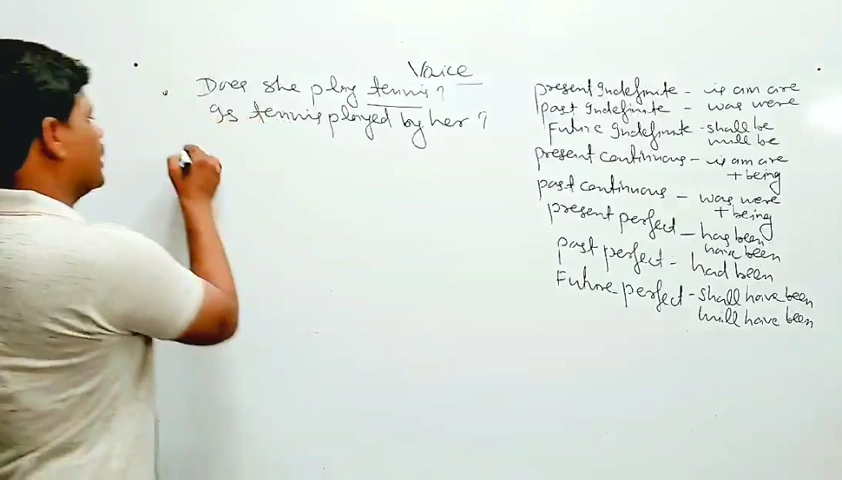 Voice
Does she play tennis?
Is tennis played by her?
present Indefinite - is am are
past Indefinite - was were
Future Indefinite - shall be
will be
present continuous - is am are
+ being
past continuous - was were
+ being
present perfect - has been
have been
past perfect - had been
Future perfect - shall have been
will have been